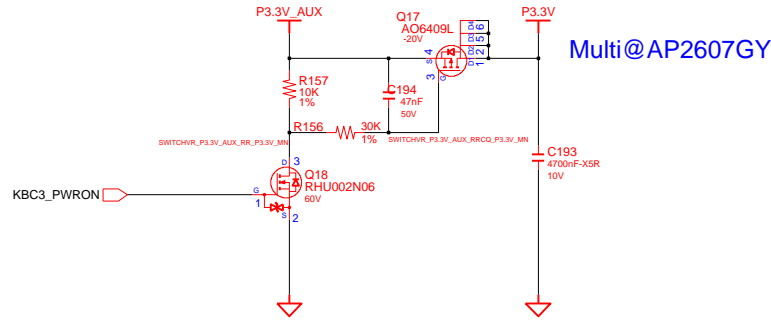 P3.3V_AUX
Q17
AO6409L
-20V
P3.3V
Multi@AP2607GY
D4
6
D3
5
D2
2
D1
1
4
S
3
G
R157
10K
1%
C194
47nF
50V
R156
30K
1%
SWITCHVR_P3.3V_AUX_RR_P3.3V_MN
SWITCHVR_P3.3V_AUX_RRCQ_P3.3V_MN
C193
4700nF-X5R
10V
D
3
Q18
RHU002N06
60V
KBC3_PWRON
G
1
S
2